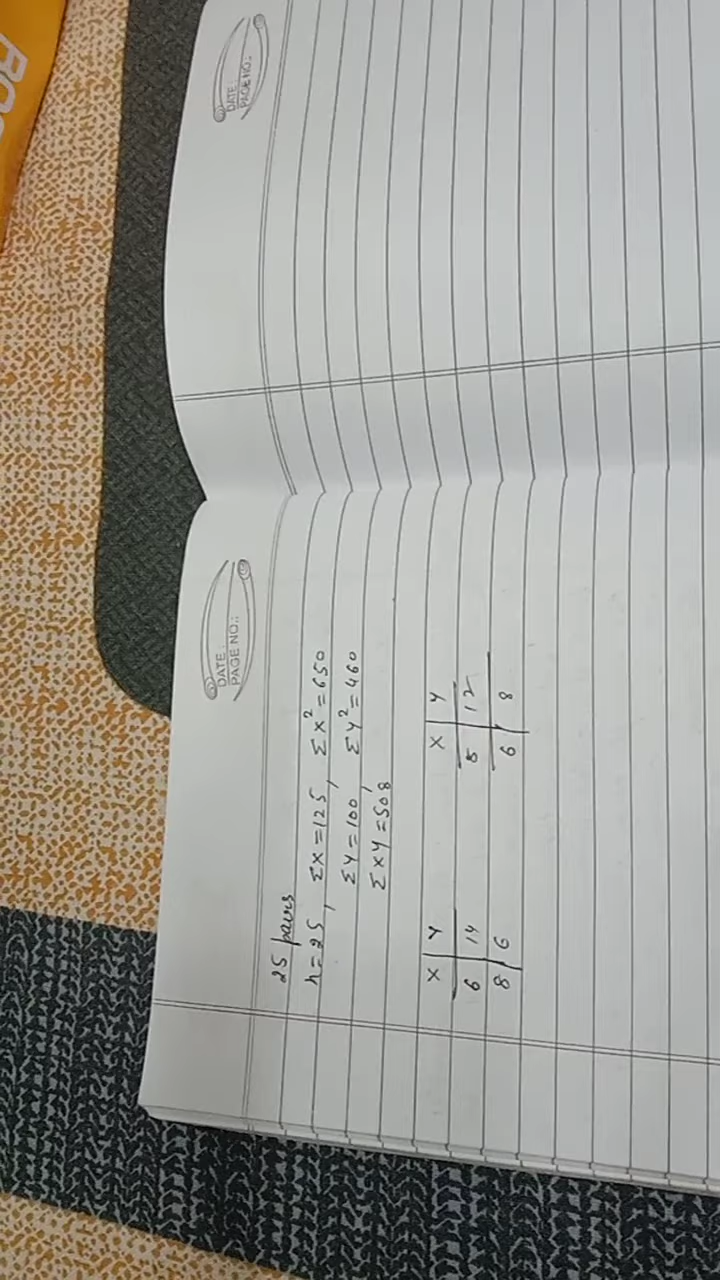 DATE:
PAGE NO.:
DATE:
PAGE NO.:
25 pairs
n=25, ΣX=125, ΣX²=650
ΣY=100, ΣY²=460
ΣXY=508
X Y X Y
6 14 8 12
8 6 6 8